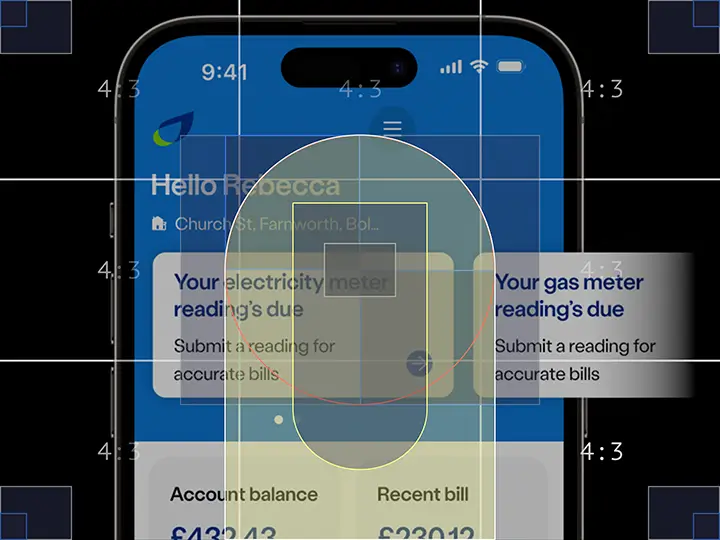 9:41
4:3 4:3 4:3
Hello Rebecca
Church St, Farnworth, Bol...
4:3 4:3
Your electricity meter
reading's due
Submit a reading for
accurate bills
Your gas meter
reading's due
Submit a reading for
accurate bills
4:3 4:3
Account balance
£432.43
Recent bill
£230.12